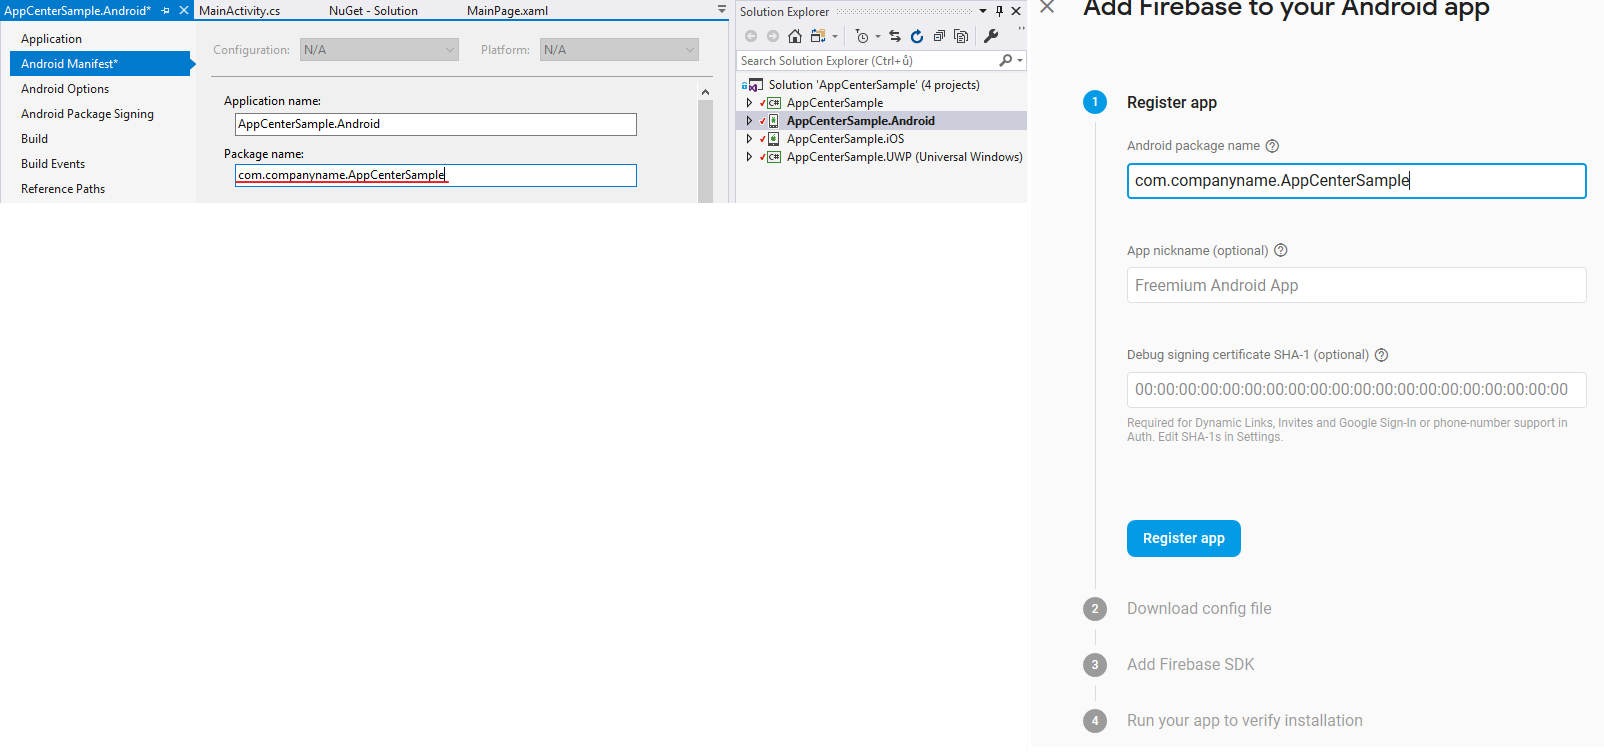 AppCenterSample.Android*
MainActivity.cs
NuGet - Solution
MainPage.xaml
Application
Android Manifest*
Android Options
Android Package Signing
Build
Build Events
Reference Paths
Configuration: N/A
Platform: N/A
Application name:
AppCenterSample.Android
Package name:
com.companyname.AppCenterSample
Solution Explorer
Search Solution Explorer (Ctrl+ů)
Solution 'AppCenterSample' (4 projects)
C# AppCenterSample
AppCenterSample.Android
AppCenterSample.iOS
C# AppCenterSample.UWP (Universal Windows)
Add Firebase to your Android app
1 Register app
Android package name ?
com.companyname.AppCenterSample
App nickname (optional) ?
Freemium Android App
Debug signing certificate SHA-1 (optional) ?
00:00:00:00:00:00:00:00:00:00:00:00:00:00:00:00:00:00:00:00
Required for Dynamic Links, Invites and Google Sign-In or phone-number support in
Auth. Edit SHA-1s in Settings.
Register app
2 Download config file
3 Add Firebase SDK
4 Run your app to verify installation